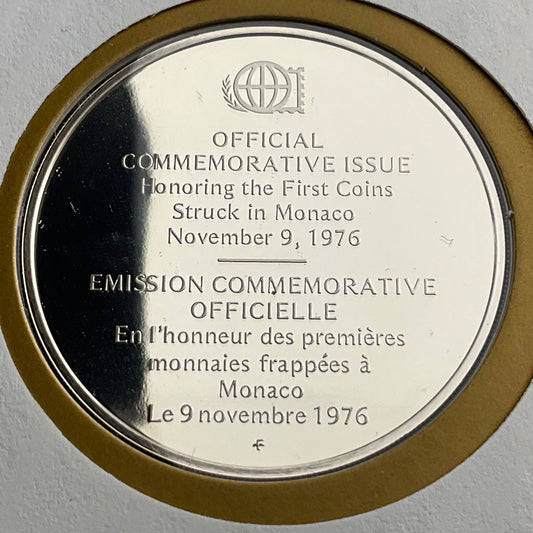 OFFICIAL
COMMEMORATIVE ISSUE
Honoring the First Coins
Struck in Monaco
November 9, 1976
EMISSION COMMEMORATIVE
OFFICIELLE
En l'honneur des premières
monnaies frappées à
Monaco
Le 9 novembre 1976